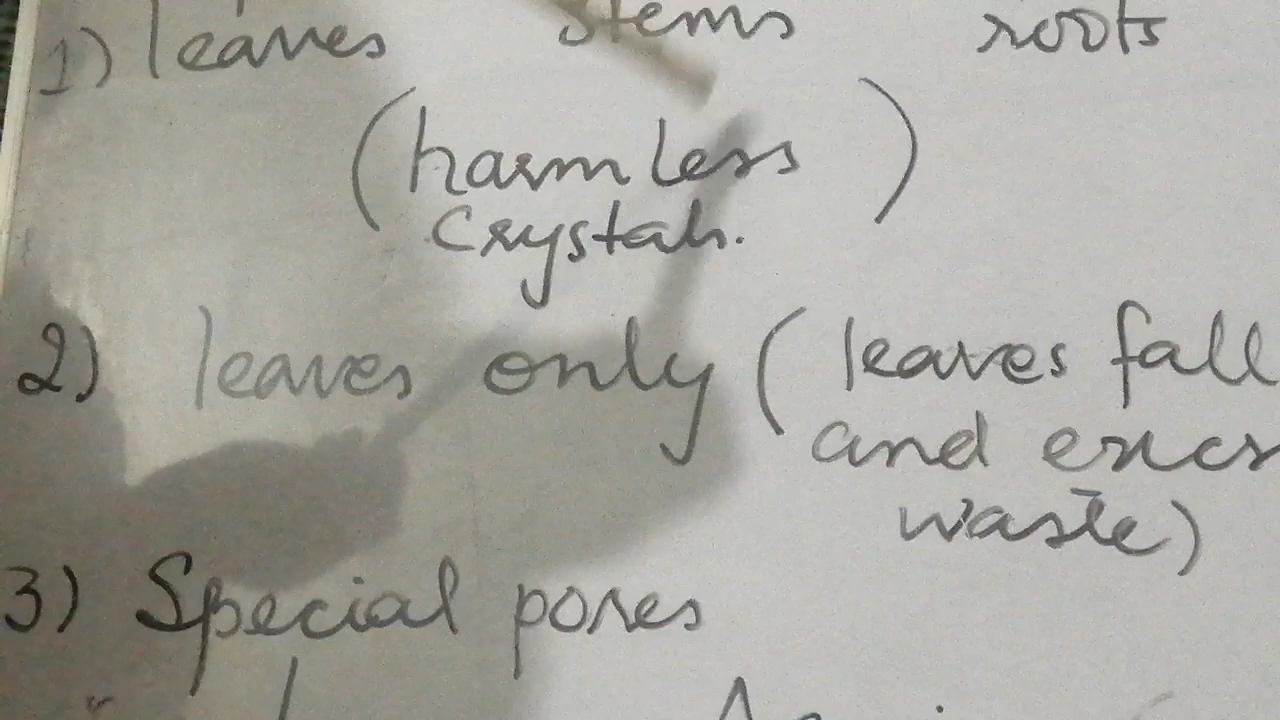 1) leaves stems roots
(harmless
crystals.)
2) leaves only (leaves fall
and excr
waste)
3) Special pores